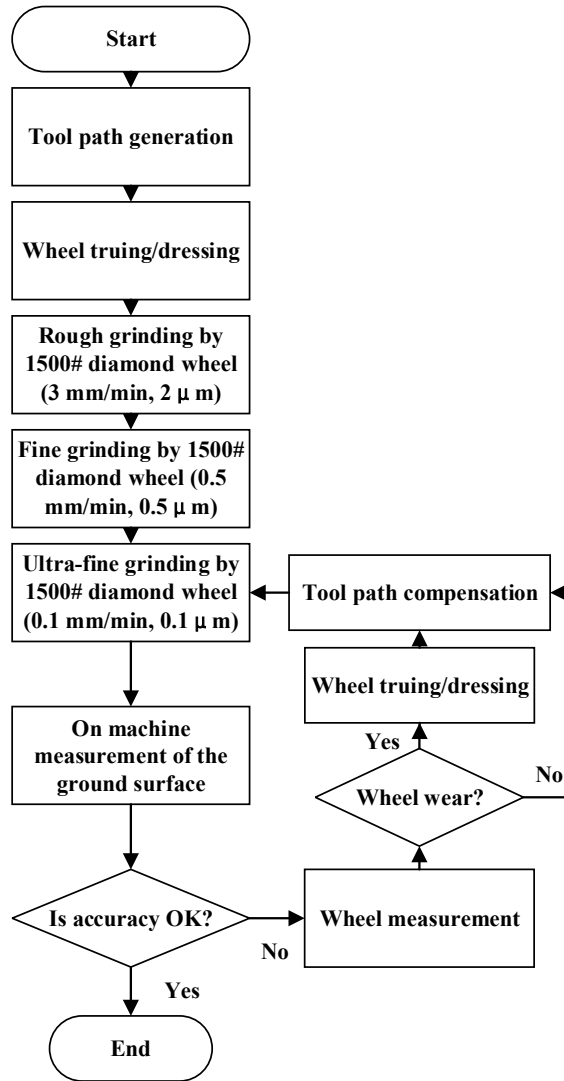 Start
Tool path generation
Wheel truing/dressing
Rough grinding by
1500# diamond wheel
(3 mm/min, 2 μm)
Fine grinding by 1500#
diamond wheel (0.5
mm/min, 0.5 μm)
Ultra-fine grinding by
1500# diamond wheel
(0.1 mm/min, 0.1 μm)
Tool path compensation
Wheel truing/dressing
Yes
On machine
measurement of the
ground surface
Wheel wear?
No
Is accuracy OK?
No
Wheel measurement
Yes
End